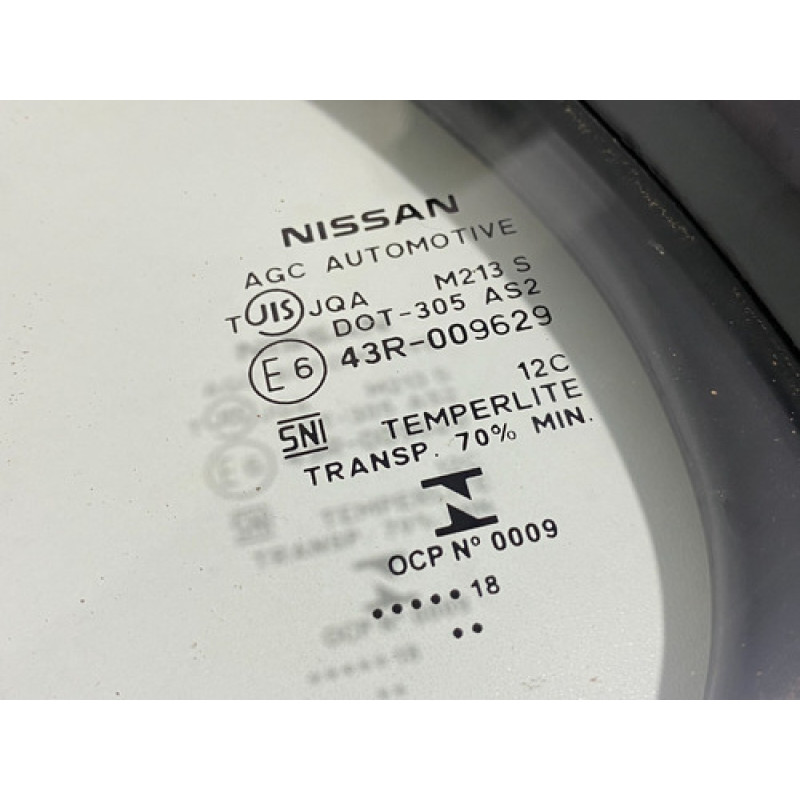 NISSAN
AGC AUTOMOTIVE
M213 S
T JIS JQA
DOT-305 AS2
E6 43R-009629
12C
SNI TEMPERLITE
TRANSP. 70% MIN.
OCP Nº 0009
•••••18
••